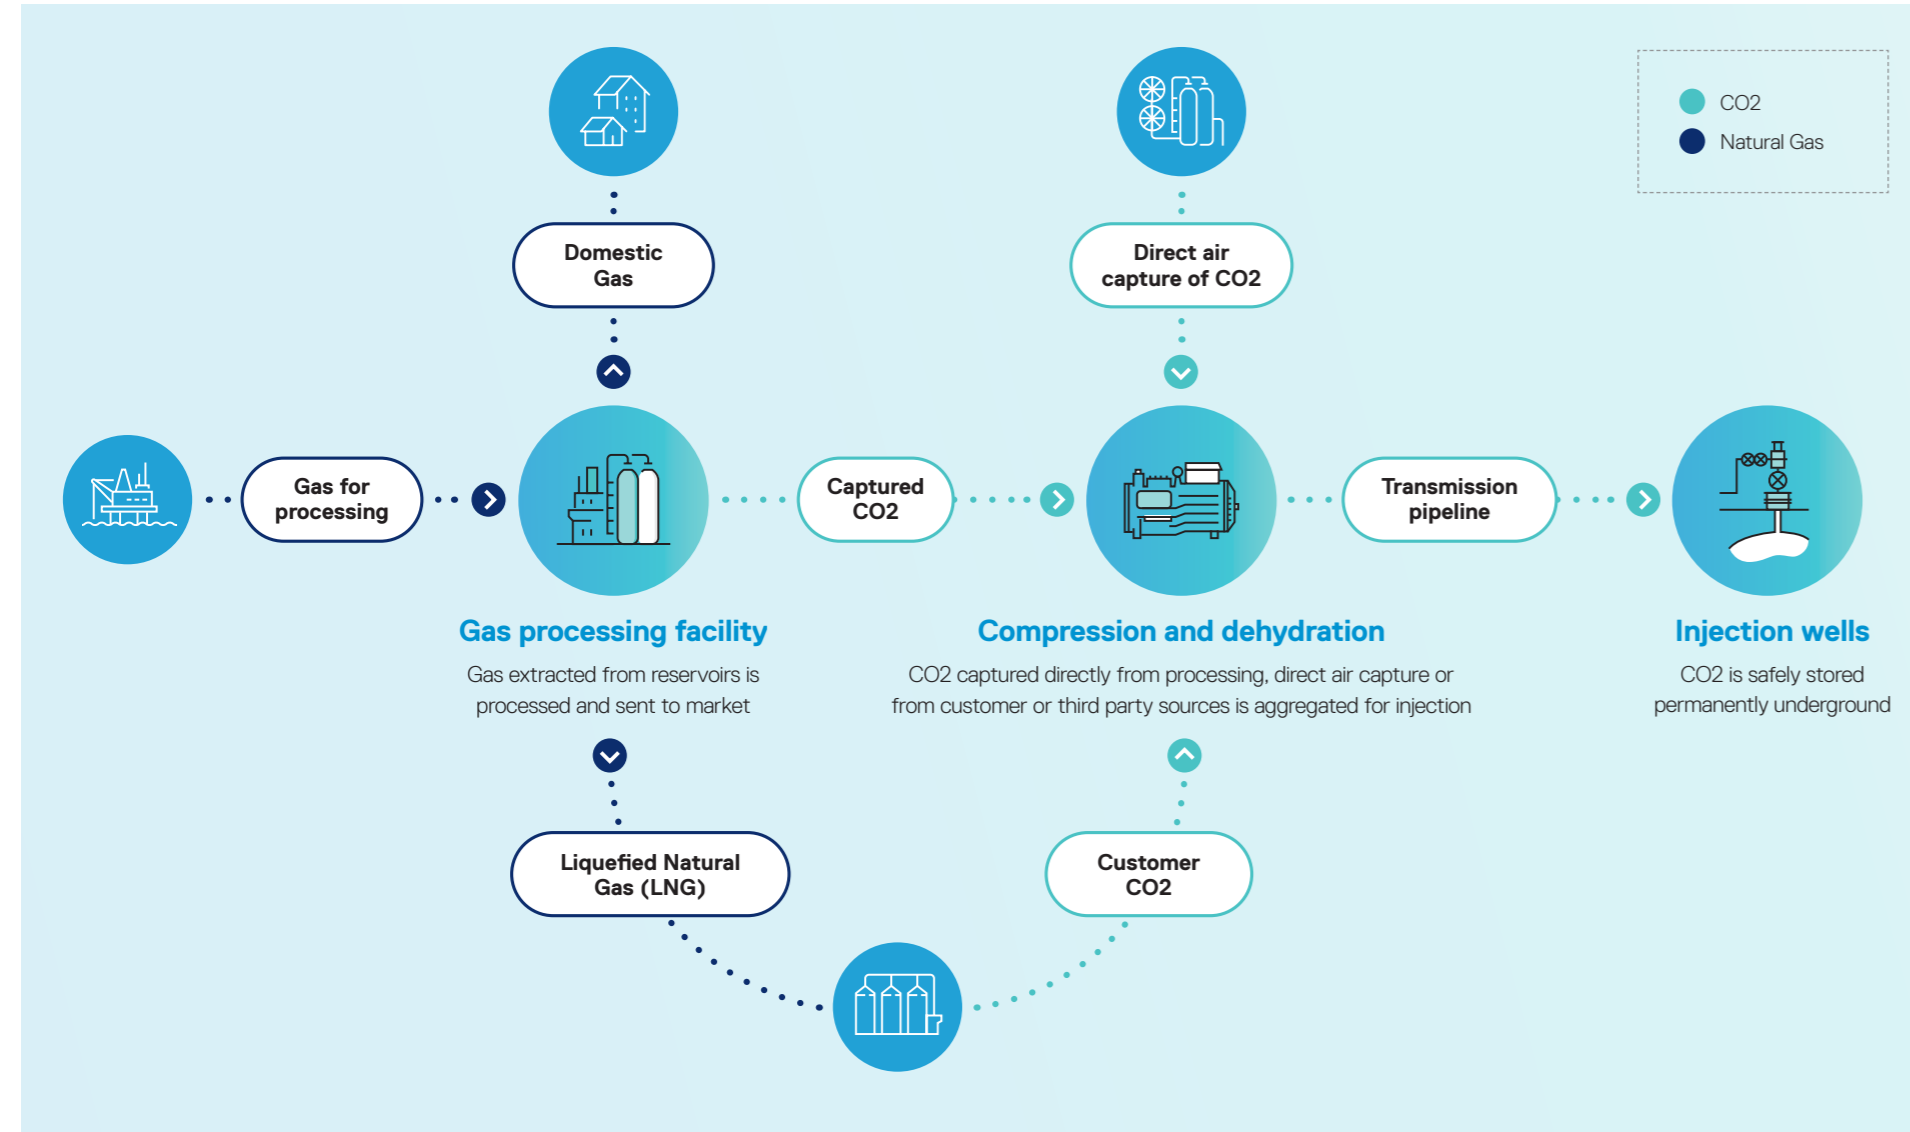 CO2
Natural Gas
Domestic
Gas
Direct air
capture of CO2
Gas for
processing
Captured
CO2
Transmission
pipeline
Gas processing facility
Gas extracted from reservoirs is
processed and sent to market
Compression and dehydration
CO2 captured directly from processing, direct air capture or
from customer or third party sources is aggregated for injection
Injection wells
CO2 is safely stored
permanently underground
Liquefied Natural
Gas (LNG)
Customer
CO2